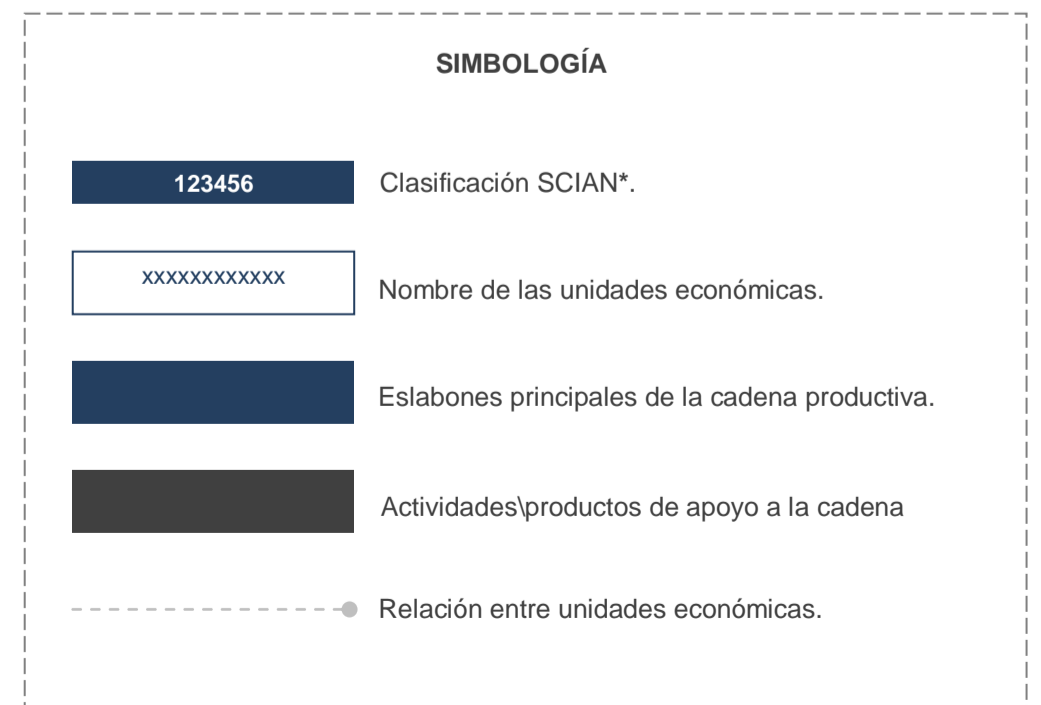 SIMBOLOGÍA
123456 Clasificación SCIAN*.
xxxxxxxxxxxx Nombre de las unidades económicas.
Eslabones principales de la cadena productiva.
Actividades\productos de apoyo a la cadena
Relación entre unidades económicas.